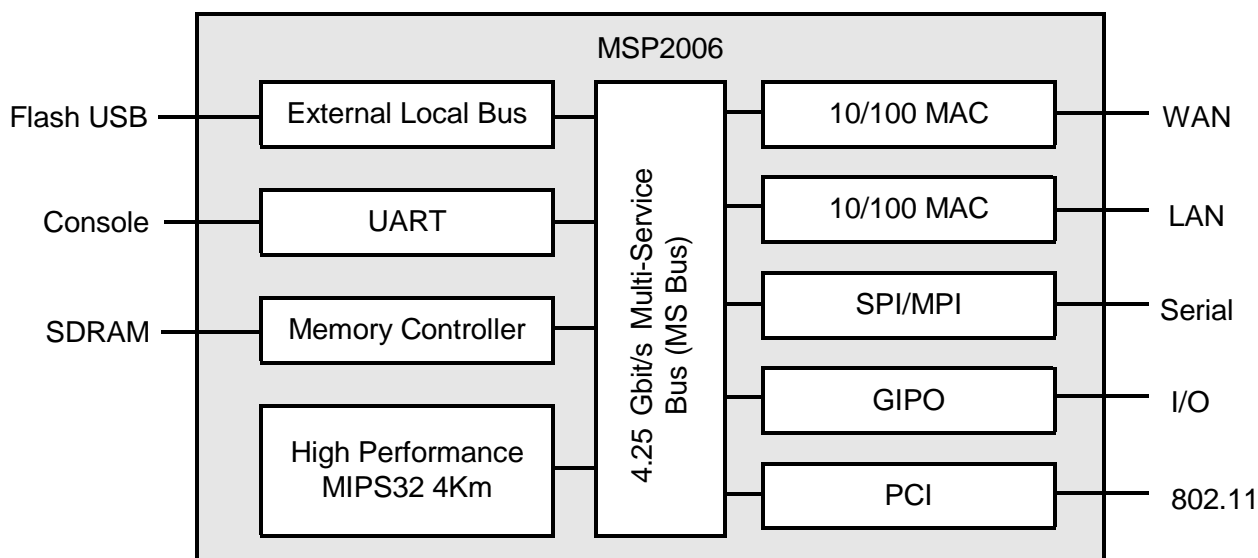 MSP2006
Flash USB
External Local Bus
10/100 MAC
WAN
Console
UART
10/100 MAC
LAN
4.25 Gbit/s Multi-Service
Bus (MS Bus)
SDRAM
Memory Controller
SPI/MPI
Serial
High Performance
MIPS32 4Km
GIPO
I/O
PCI
802.11